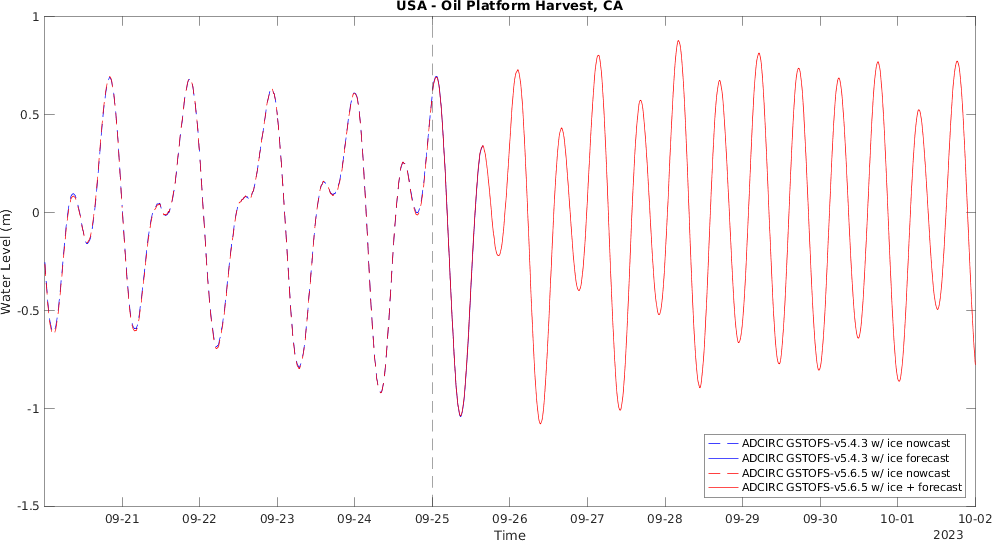 USA - Oil Platform Harvest, CA
1
0.5
0
-0.5
-1
-1.5
Water Level (m)
ADCIRC GSTOFS-v5.4.3 w/ ice nowcast
ADCIRC GSTOFS-v5.4.3 w/ ice forecast
ADCIRC GSTOFS-v5.6.5 w/ ice nowcast
ADCIRC GSTOFS-v5.6.5 w/ ice + forecast
09-21 09-22 09-23 09-24 09-25 09-26 09-27 09-28 09-29 09-30 10-01 10-02
Time
2023